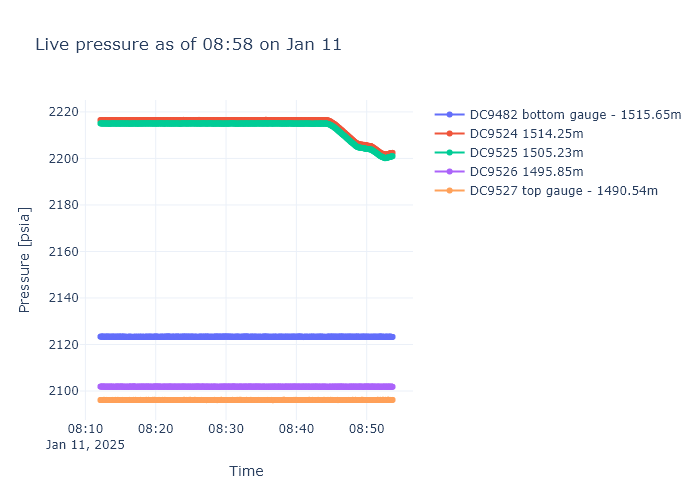 Live pressure as of 08:58 on Jan 11
Pressure [psia]
2220
2200
2180
2160
2140
2120
2100
08:10
Jan 11, 2025
08:20
08:30
08:40
08:50
Time
DC9482 bottom gauge - 1515.65m
DC9524 1514.25m
DC9525 1505.23m
DC9526 1495.85m
DC9527 top gauge - 1490.54m